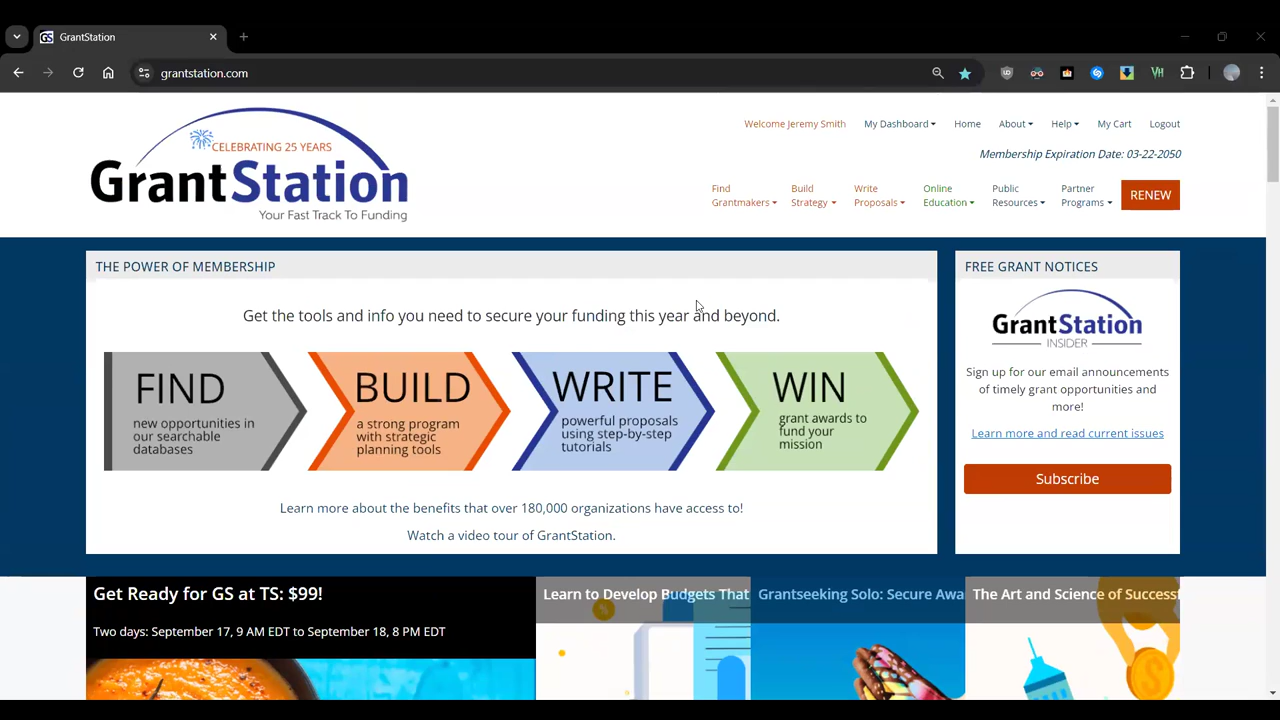 GrantStation
grantstation.com
CELEBRATING 25 YEARS
GrantStation
Your Fast Track To Funding
Welcome Jeremy Smith
My Dashboard
Home
About
Help
My Cart
Logout
Membership Expiration Date: 03-22-2050
Find
Grantmakers
Build
Strategy
Write
Proposals
Online
Education
Public
Resources
Partner
Programs
RENEW
THE POWER OF MEMBERSHIP
Get the tools and info you need to secure your funding this year and beyond.
FIND
new opportunities in
our searchable
databases
BUILD
a strong program
with strategic
planning tools
WRITE
powerful proposals
using step-by-step
tutorials
WIN
grant awards to
fund your
mission
Learn more about the benefits that over 180,000 organizations have access to!
Watch a video tour of GrantStation.
FREE GRANT NOTICES
GrantStation
INSIDER
Sign up for our email announcements
of timely grant opportunities and
more!
Learn more and read current issues
Subscribe
Get Ready for GS at TS: $99!
Two days: September 17, 9 AM EDT to September 18, 8 PM EDT
Learn to Develop Budgets That
Grantseeking Solo: Secure Awa
The Art and Science of Successf